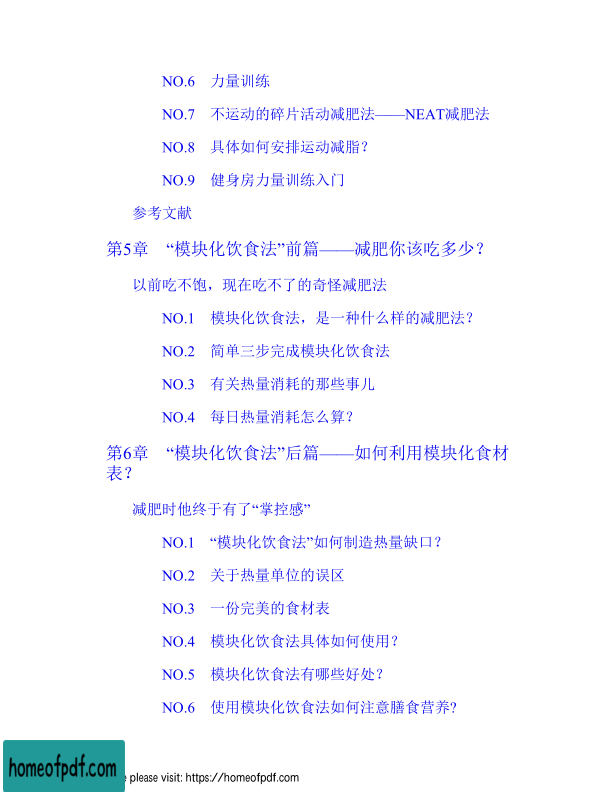 NO.6 力量训练
NO.7 不运动的碎片活动减肥法——NEAT减肥法
NO.8 具体如何安排运动减脂？
NO.9 健身房力量训练入门
参考文献
第5章 “模块化饮食法”前篇——减肥你该吃多少？
以前吃不饱，现在吃不了的奇怪减肥法
NO.1 模块化饮食法，是一种什么样的减肥法？
NO.2 简单三步完成模块化饮食法
NO.3 有关热量消耗的那些事儿
NO.4 每日热量消耗怎么算？
第6章 “模块化饮食法”后篇——如何利用模块化食材
表？
减肥时他终于有了“掌控感”
NO.1 “模块化饮食法”如何制造热量缺口？
NO.2 关于热量单位的误区
NO.3 一份完美的食材表
NO.4 模块化饮食法具体如何使用？
NO.5 模块化饮食法有哪些好处？
NO.6 使用模块化饮食法如何注意膳食营养?
homeofpdf.com
please visit: https://homeofpdf.com